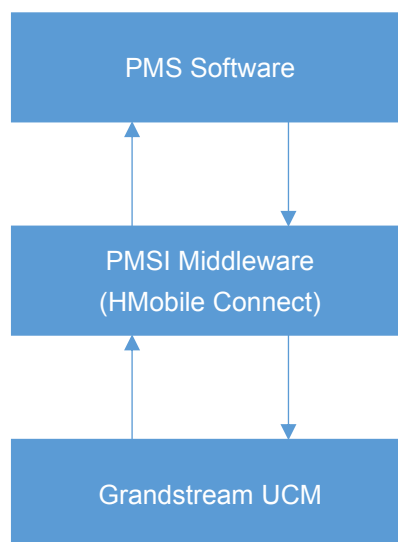 PMS Software
PMSI Middleware
(HMobile Connect)
Grandstream UCM